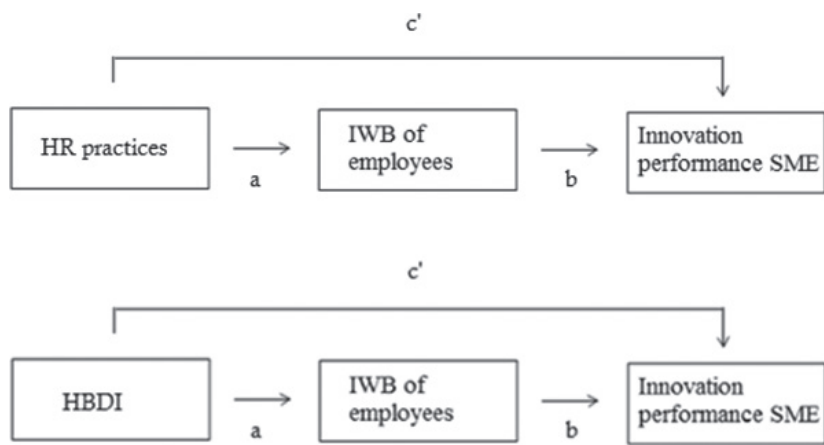 c'
HR practices
IWB of
employees
Innovation
performance SME
a
b
c'
HBDI
IWB of
employees
Innovation
performance SME
a
b